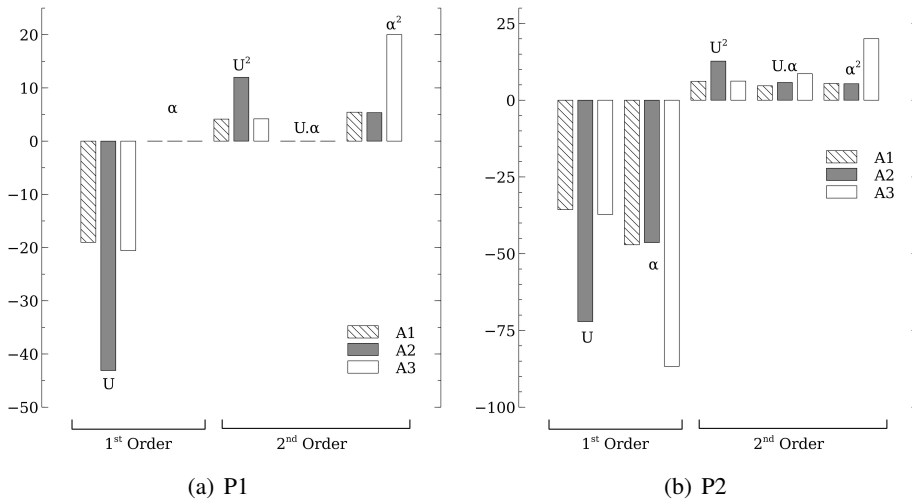 20
10
0
−10
−20
−30
−40
−50
U
α
U²
U.α
α²
A1
A2
A3
1st Order
2nd Order
(a) P1
25
0
−25
−50
−75
−100
U
α
U²
U.α
α²
A1
A2
A3
1st Order
2nd Order
(b) P2